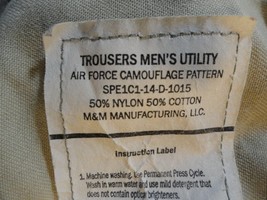 TROUSERS MEN'S UTILITY
AIR FORCE CAMOUFLAGE PATTERN
SPE1C1-14-D-1015
50% NYLON 50% COTTON
M&M MANUFACTURING, LLC.
Instruction Label
1. Machine washing. Use Permanent Press Cycle.
Wash in warm water and use mild detergent that
does not contain optical brighteners.